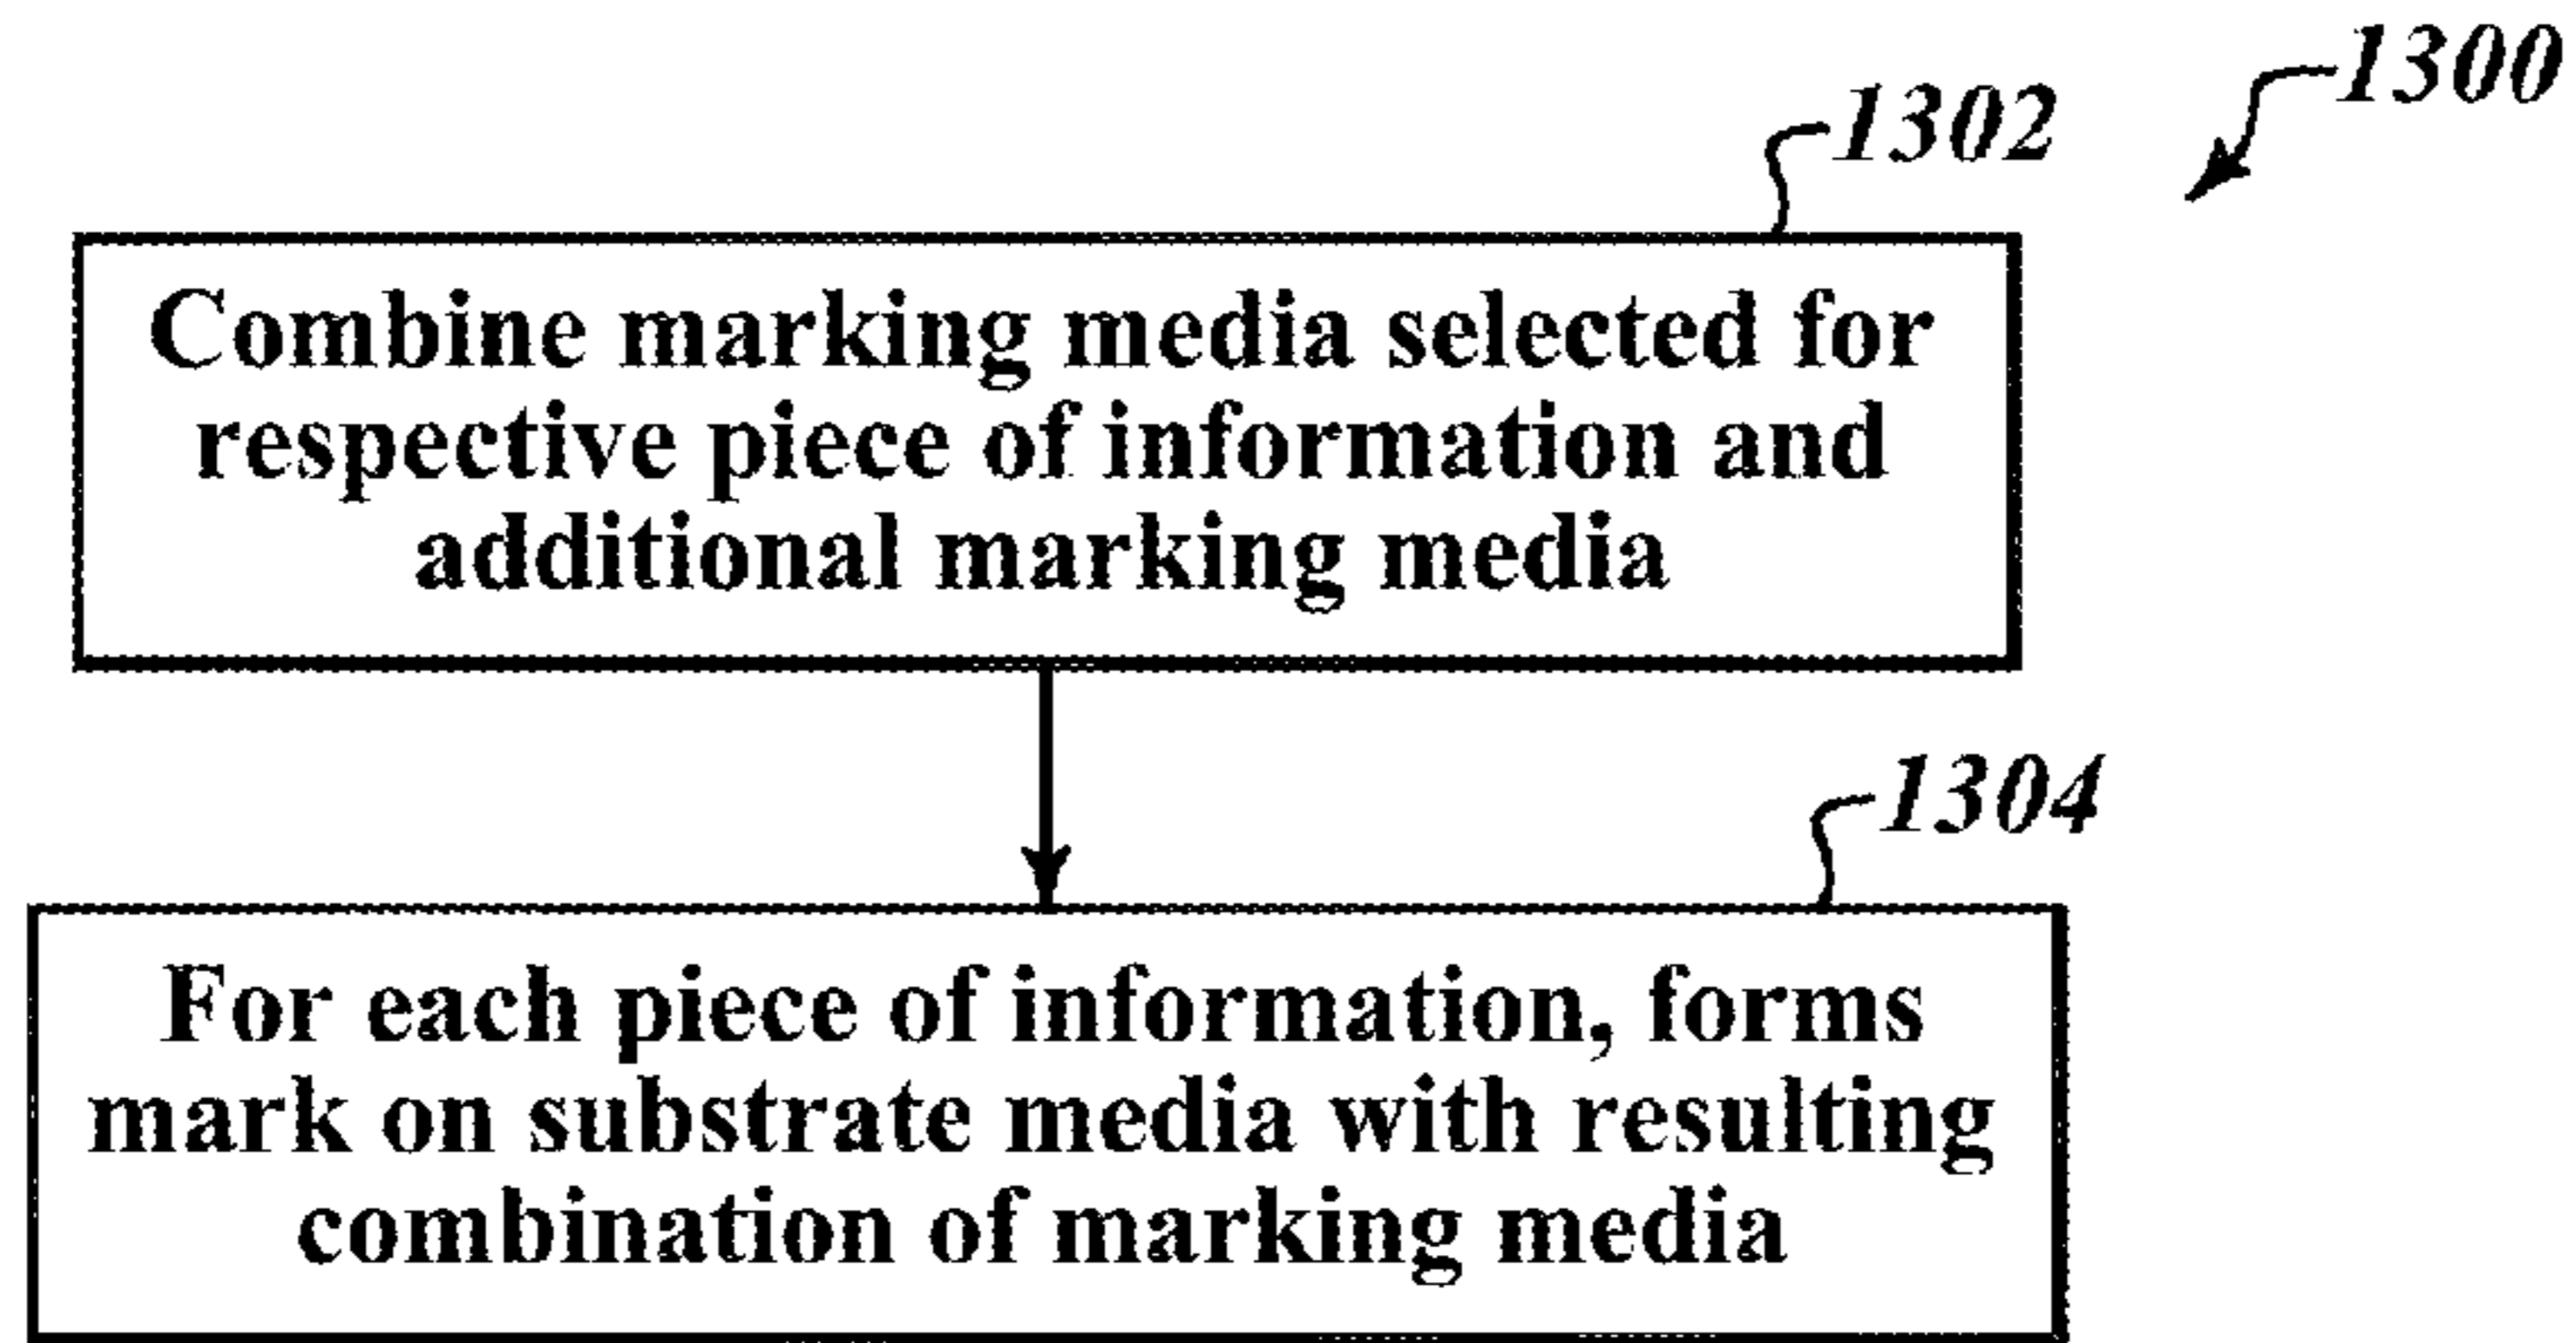 1300
1302
Combine marking media selected for
respective piece of information and
additional marking media
1304
For each piece of information, forms
mark on substrate media with resulting
combination of marking media